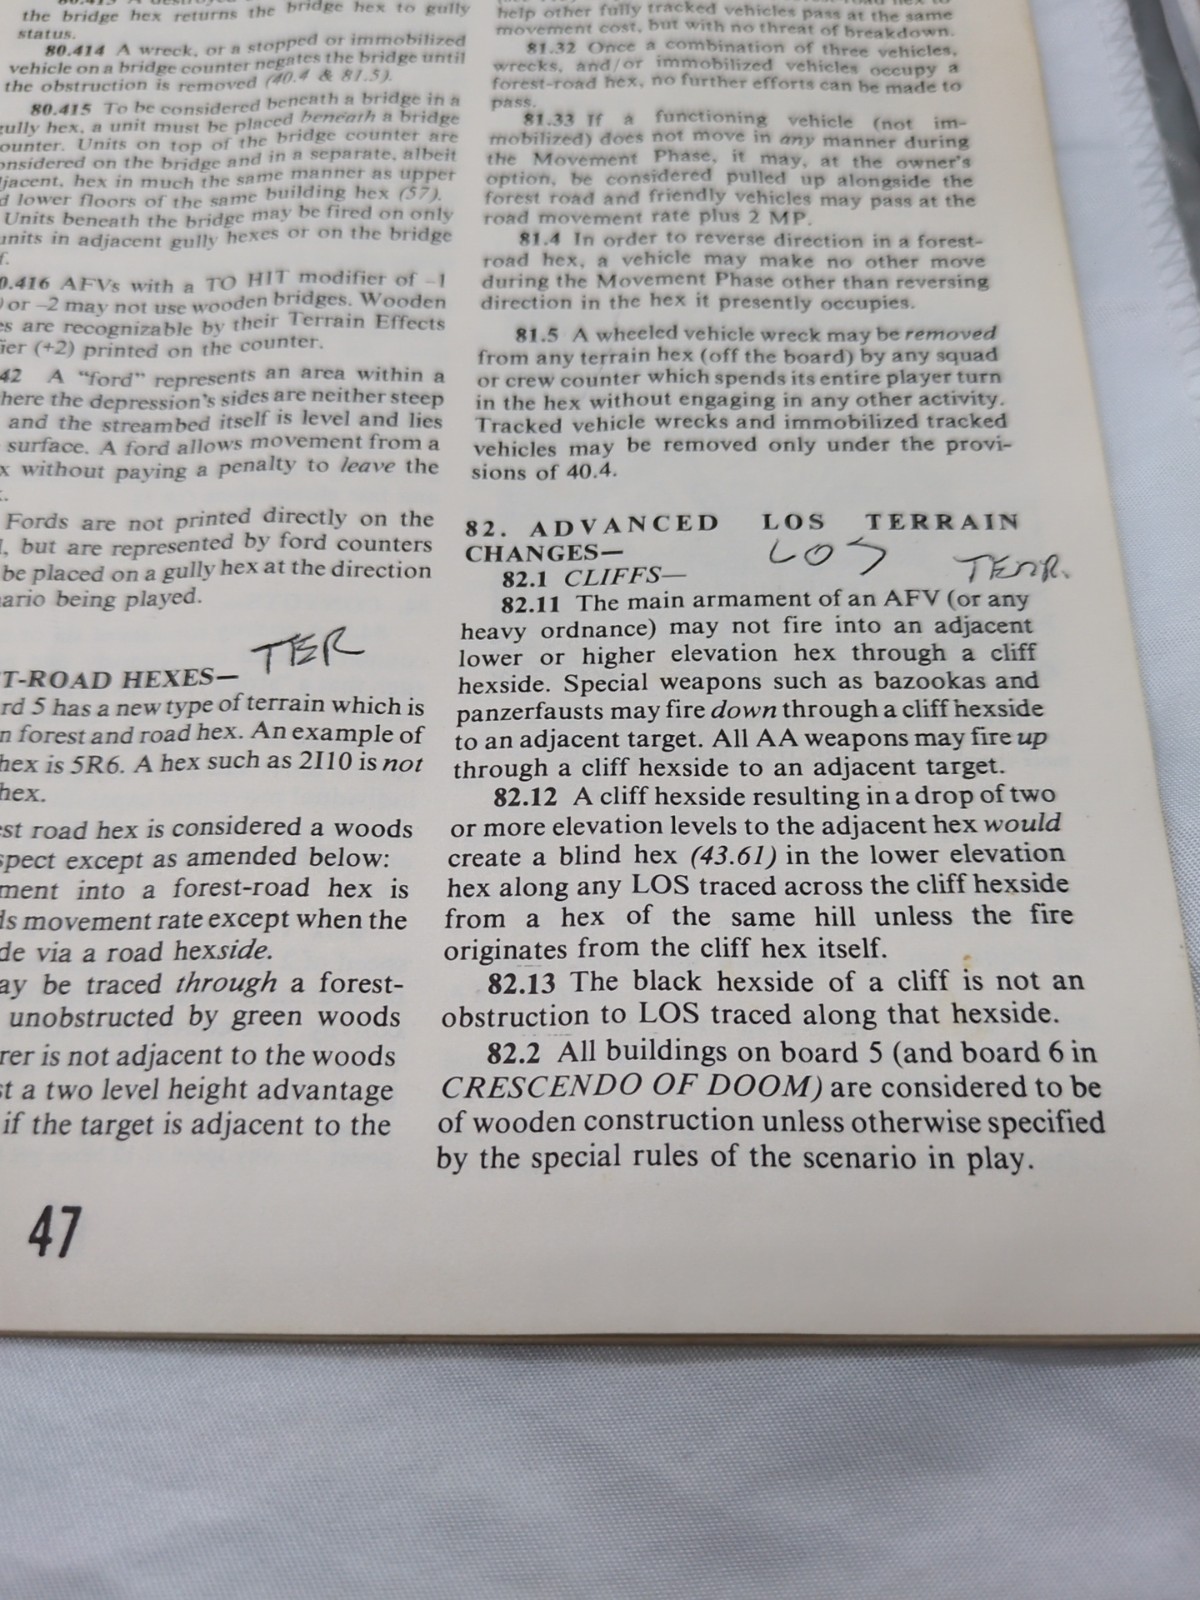 the bridge hex returns the bridge hex to gully
status.
80.414 A wreck, or a stopped or immobilized
vehicle on a bridge counter negates the bridge until
the obstruction is removed (40.4 & 81.5).
80.415 To be considered beneath a bridge in a
gully hex, a unit must be placed beneath a bridge
ounter. Units on top of the bridge counter are
onsidered on the bridge and in a separate, albeit
jacent, hex in much the same manner as upper
d lower floors of the same building hex (57).
Units beneath the bridge may be fired on only
units in adjacent gully hexes or on the bridge
f.
0.416 AFVs with a TO HIT modifier of -1
) or -2 may not use wooden bridges. Wooden
es are recognizable by their Terrain Effects
ier (+2) printed on the counter.
42 A "ford" represents an area within a
here the depression's sides are neither steep
and the streambed itself is level and lies
surface. A ford allows movement from a
x without paying a penalty to leave the
Fords are not printed directly on the
, but are represented by ford counters
be placed on a gully hex at the direction
ario being played.
TER
T-ROAD HEXES—
rd 5 has a new type of terrain which is
n forest and road hex. An example of
hex is 5R6. A hex such as 2I10 is not
hex.
est road hex is considered a woods
spect except as amended below:
ment into a forest-road hex is
ds movement rate except when the
de via a road hexside.
ay be traced through a forest-
unobstructed by green woods
rer is not adjacent to the woods
st a two level height advantage
if the target is adjacent to the
47
help other fully tracked vehicles pass at the same
movement cost, but with no threat of breakdown.
81.32 Once a combination of three vehicles,
wrecks, and/or immobilized vehicles occupy a
forest-road hex, no further efforts can be made to
pass.
81.33 If a functioning vehicle (not im-
mobilized) does not move in any manner during
the Movement Phase, it may, at the owner's
option, be considered pulled up alongside the
forest road and friendly vehicles may pass at the
road movement rate plus 2 MP.
81.4 In order to reverse direction in a forest-
road hex, a vehicle may make no other move
during the Movement Phase other than reversing
direction in the hex it presently occupies.
81.5 A wheeled vehicle wreck may be removed
from any terrain hex (off the board) by any squad
or crew counter which spends its entire player turn
in the hex without engaging in any other activity.
Tracked vehicle wrecks and immobilized tracked
vehicles may be removed only under the provi-
sions of 40.4.
82. ADVANCED LOS TERRAIN
CHANGES—
LOS TERR.
82.1 CLIFFS—
82.11 The main armament of an AFV (or any
heavy ordnance) may not fire into an adjacent
lower or higher elevation hex through a cliff
hexside. Special weapons such as bazookas and
panzerfausts may fire down through a cliff hexside
to an adjacent target. All AA weapons may fire up
through a cliff hexside to an adjacent target.
82.12 A cliff hexside resulting in a drop of two
or more elevation levels to the adjacent hex would
create a blind hex (43.61) in the lower elevation
hex along any LOS traced across the cliff hexside
from a hex of the same hill unless the fire
originates from the cliff hex itself.
82.13 The black hexside of a cliff is not an
obstruction to LOS traced along that hexside.
82.2 All buildings on board 5 (and board 6 in
CRESCENDO OF DOOM) are considered to be
of wooden construction unless otherwise specified
by the special rules of the scenario in play.